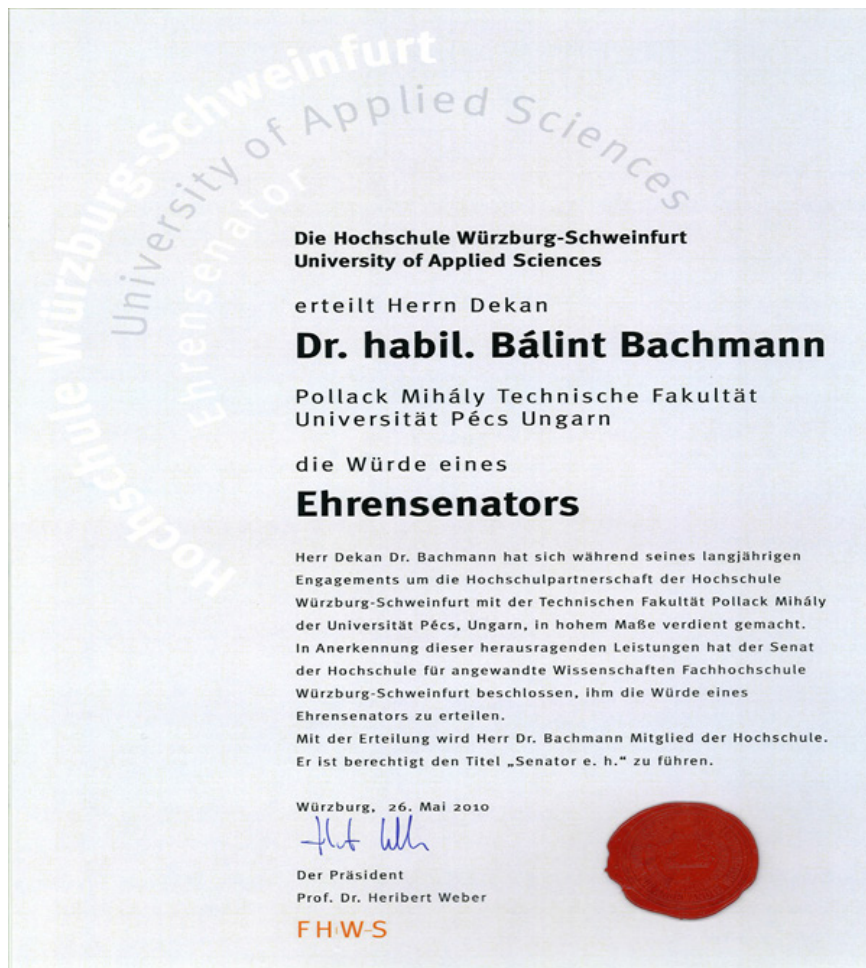 Hochschule Würzburg-Schweinfurt
University of Applied Sciences
Ehrensenator
Die Hochschule Würzburg-Schweinfurt
University of Applied Sciences
erteilt Herrn Dekan
Dr. habil. Bálint Bachmann
Pollack Mihály Technische Fakultät
Universität Pécs Ungarn
die Würde eines
Ehrensenators
Herr Dekan Dr. Bachmann hat sich während seines langjährigen
Engagements um die Hochschulpartnerschaft der Hochschule
Würzburg-Schweinfurt mit der Technischen Fakultät Pollack Mihály
der Universität Pécs, Ungarn, in hohem Maße verdient gemacht.
In Anerkennung dieser herausragenden Leistungen hat der Senat
der Hochschule für angewandte Wissenschaften Fachhochschule
Würzburg-Schweinfurt beschlossen, ihm die Würde eines
Ehrensenators zu erteilen.
Mit der Erteilung wird Herr Dr. Bachmann Mitglied der Hochschule.
Er ist berechtigt den Titel „Senator e. h.“ zu führen.
Würzburg, 26. Mai 2010
Der Präsident
Prof. Dr. Heribert Weber
FH·W-S